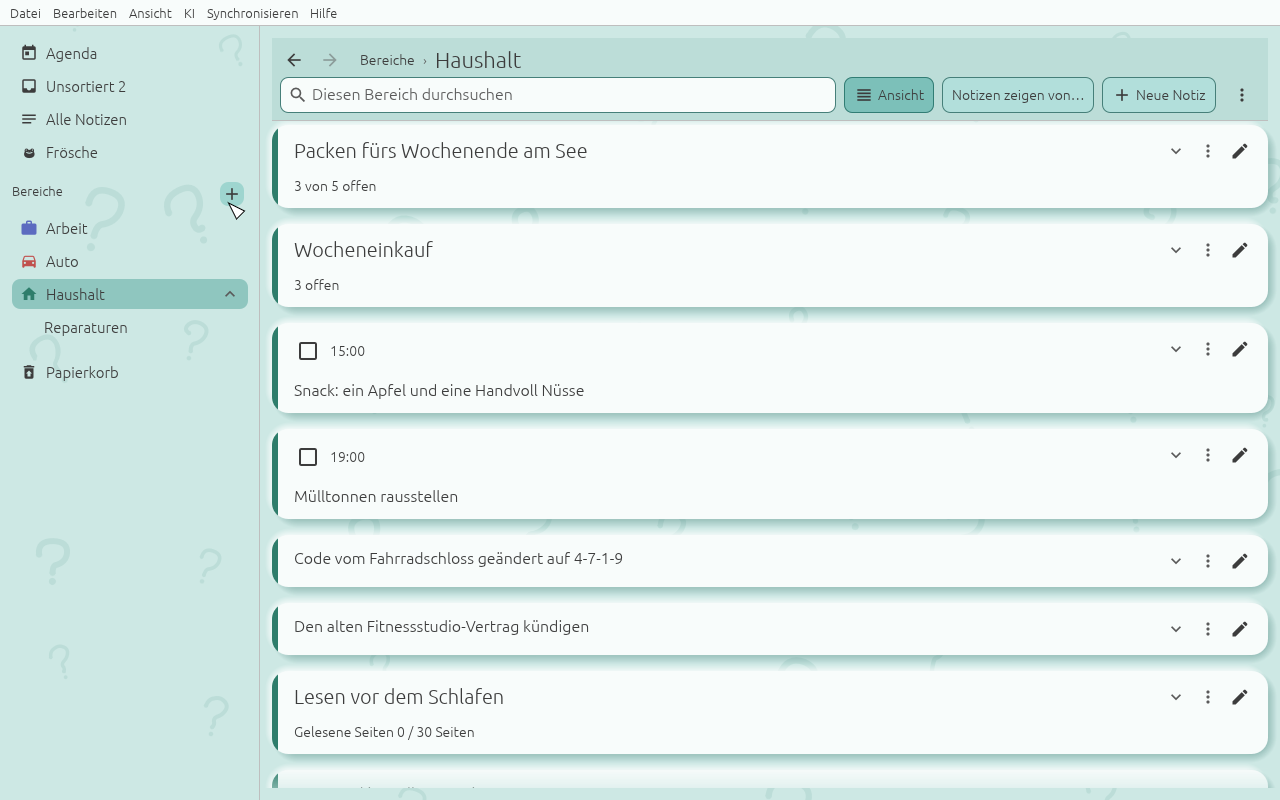 Datei Bearbeiten Ansicht KI Synchronisieren Hilfe
Agenda
Unsortiert 2
Alle Notizen
Frösche
Bereiche
Arbeit
Auto
Haushalt
Reparaturen
Papierkorb
Bereiche › Haushalt
Diesen Bereich durchsuchen
Ansicht
Notizen zeigen von...
Neue Notiz
Packen fürs Wochenende am See
3 von 5 offen
Wocheneinkauf
3 offen
15:00
Snack: ein Apfel und eine Handvoll Nüsse
19:00
Mülltonnen rausstellen
Code vom Fahrradschloss geändert auf 4-7-1-9
Den alten Fitnessstudio-Vertrag kündigen
Lesen vor dem Schlafen
Gelesene Seiten 0 / 30 Seiten